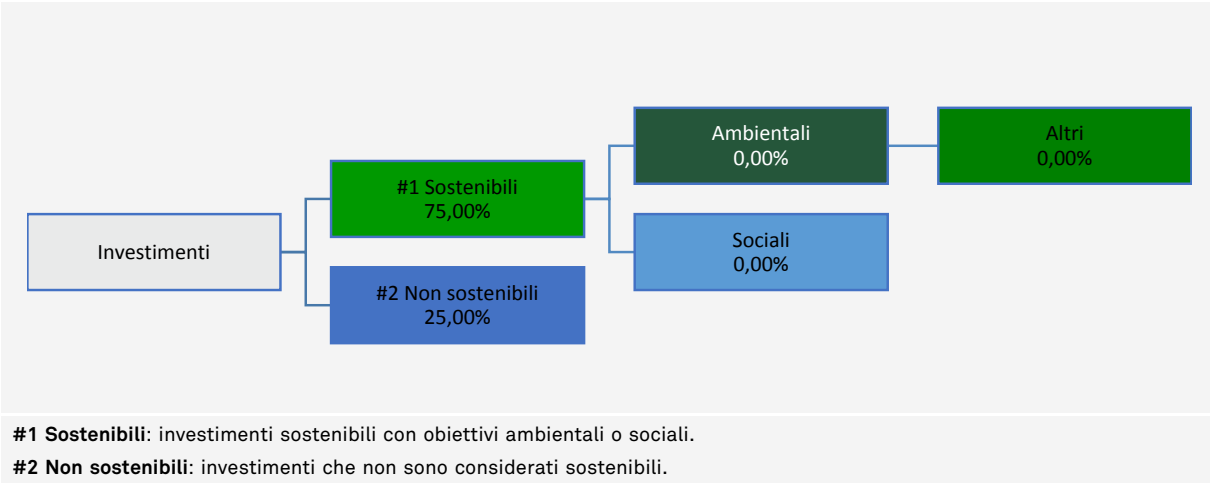 Investimenti
#1 Sostenibili
75,00%
#2 Non sostenibili
25,00%
Ambientali
0,00%
Sociali
0,00%
Altri
0,00%
#1 Sostenibili: investimenti sostenibili con obiettivi ambientali o sociali.
#2 Non sostenibili: investimenti che non sono considerati sostenibili.